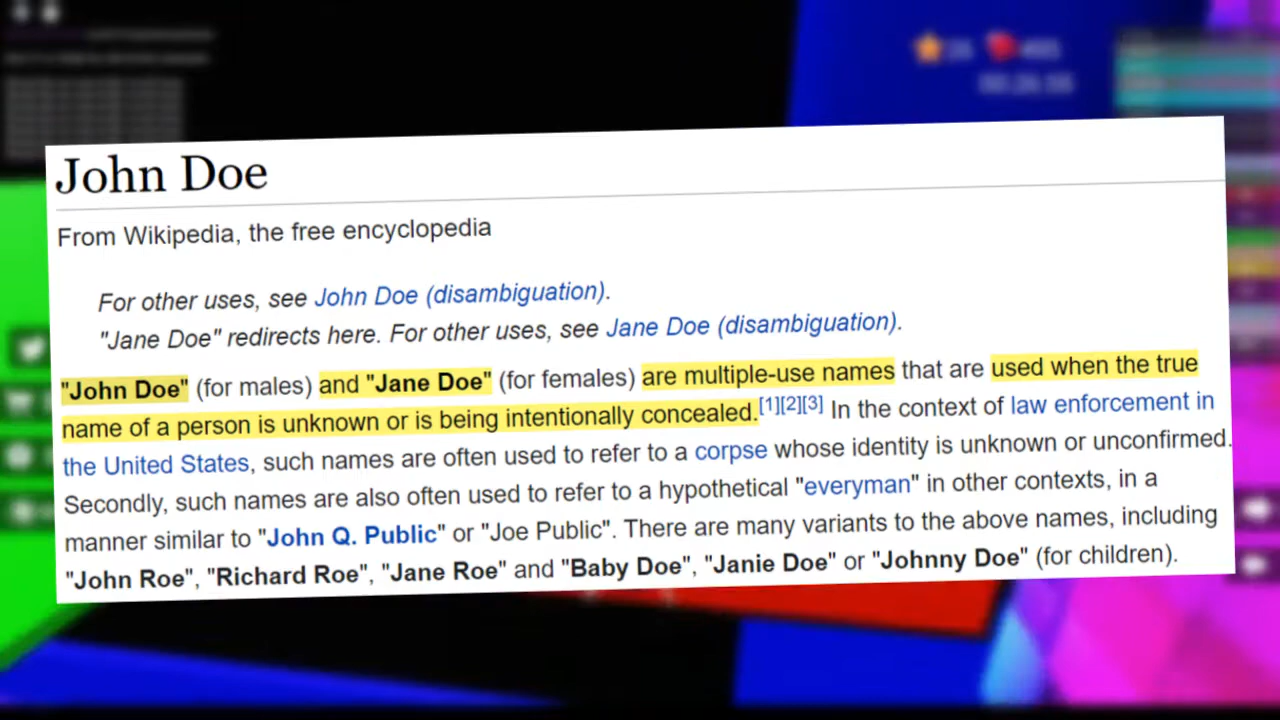 John Doe
From Wikipedia, the free encyclopedia
For other uses, see John Doe (disambiguation).
"Jane Doe" redirects here. For other uses, see Jane Doe (disambiguation).
"John Doe" (for males) and "Jane Doe" (for females) are multiple-use names that are used when the true
name of a person is unknown or is being intentionally concealed.[1][2][3] In the context of law enforcement in
the United States, such names are often used to refer to a corpse whose identity is unknown or unconfirmed.
Secondly, such names are also often used to refer to a hypothetical "everyman" in other contexts, in a
manner similar to "John Q. Public" or "Joe Public". There are many variants to the above names, including
"John Roe", "Richard Roe", "Jane Roe" and "Baby Doe", "Janie Doe" or "Johnny Doe" (for children).